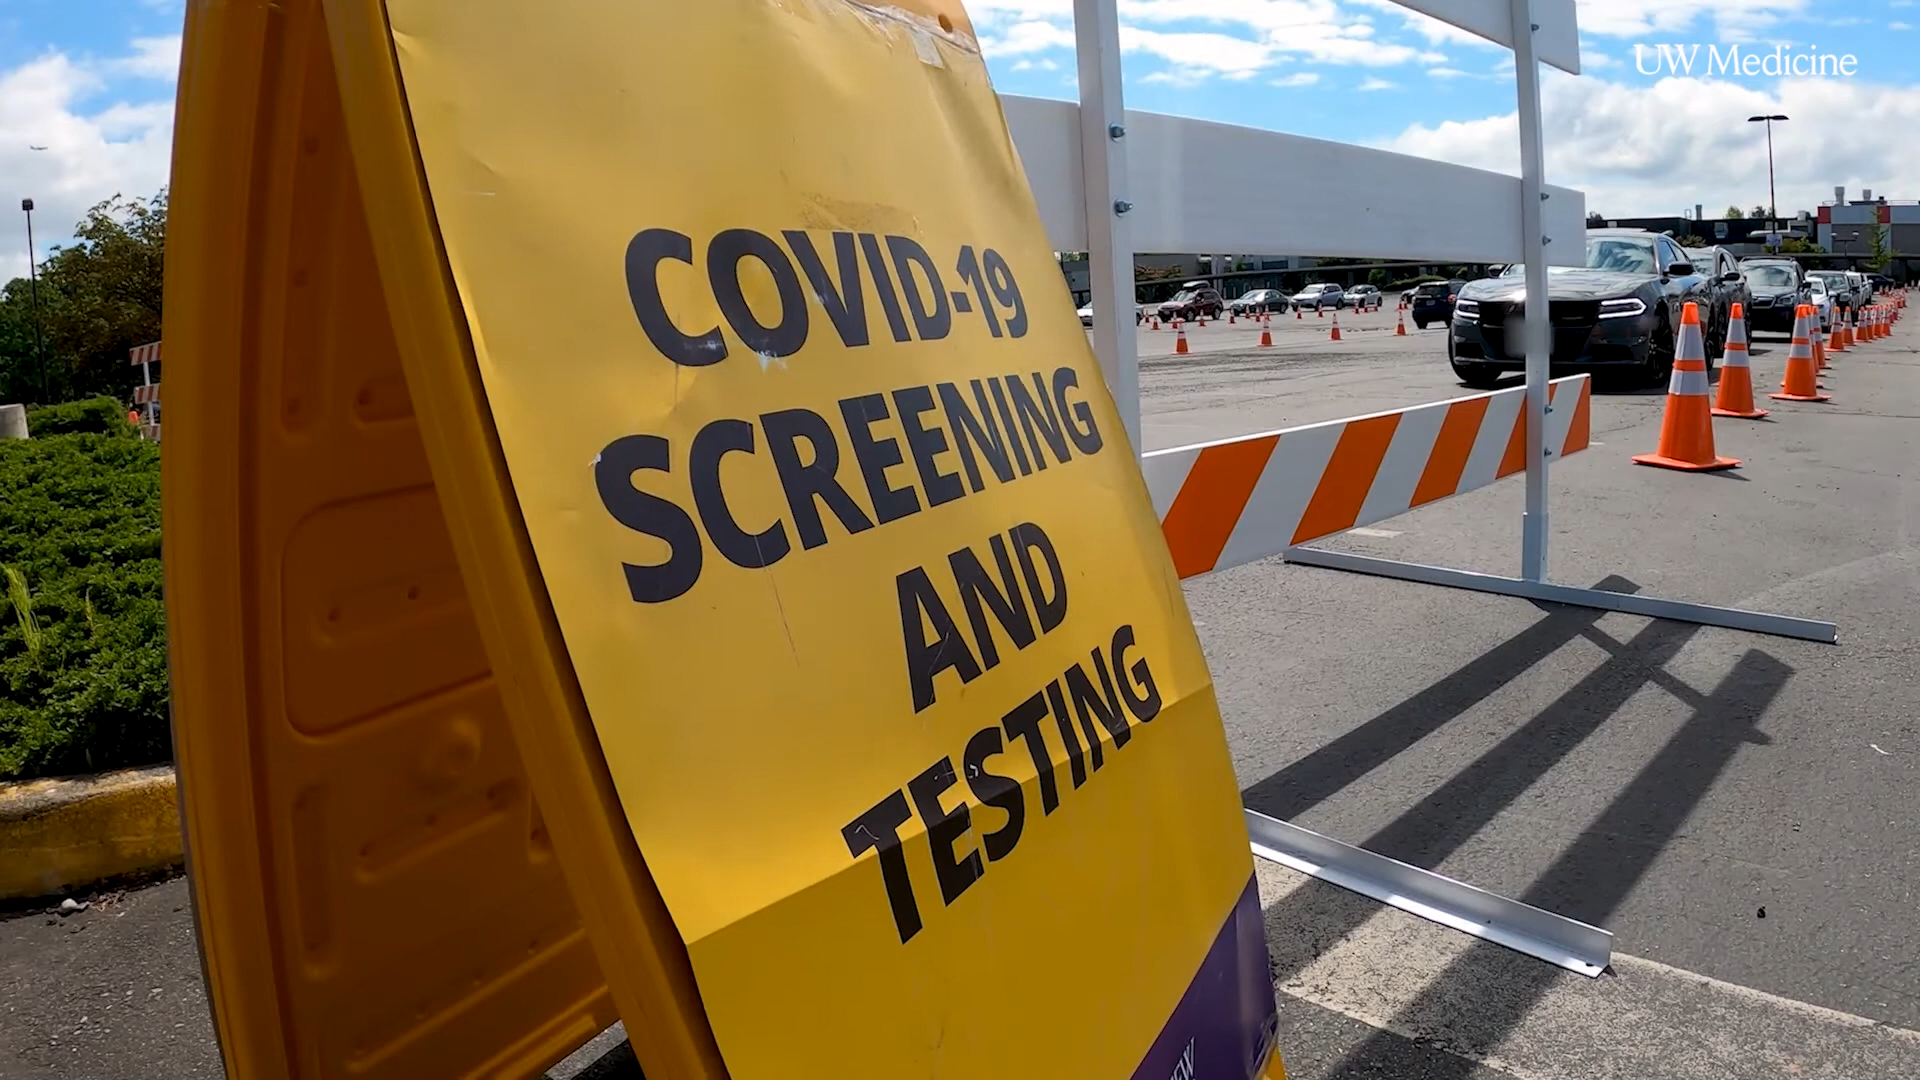 UW Medicine
COVID-19
SCREENING
AND
TESTING